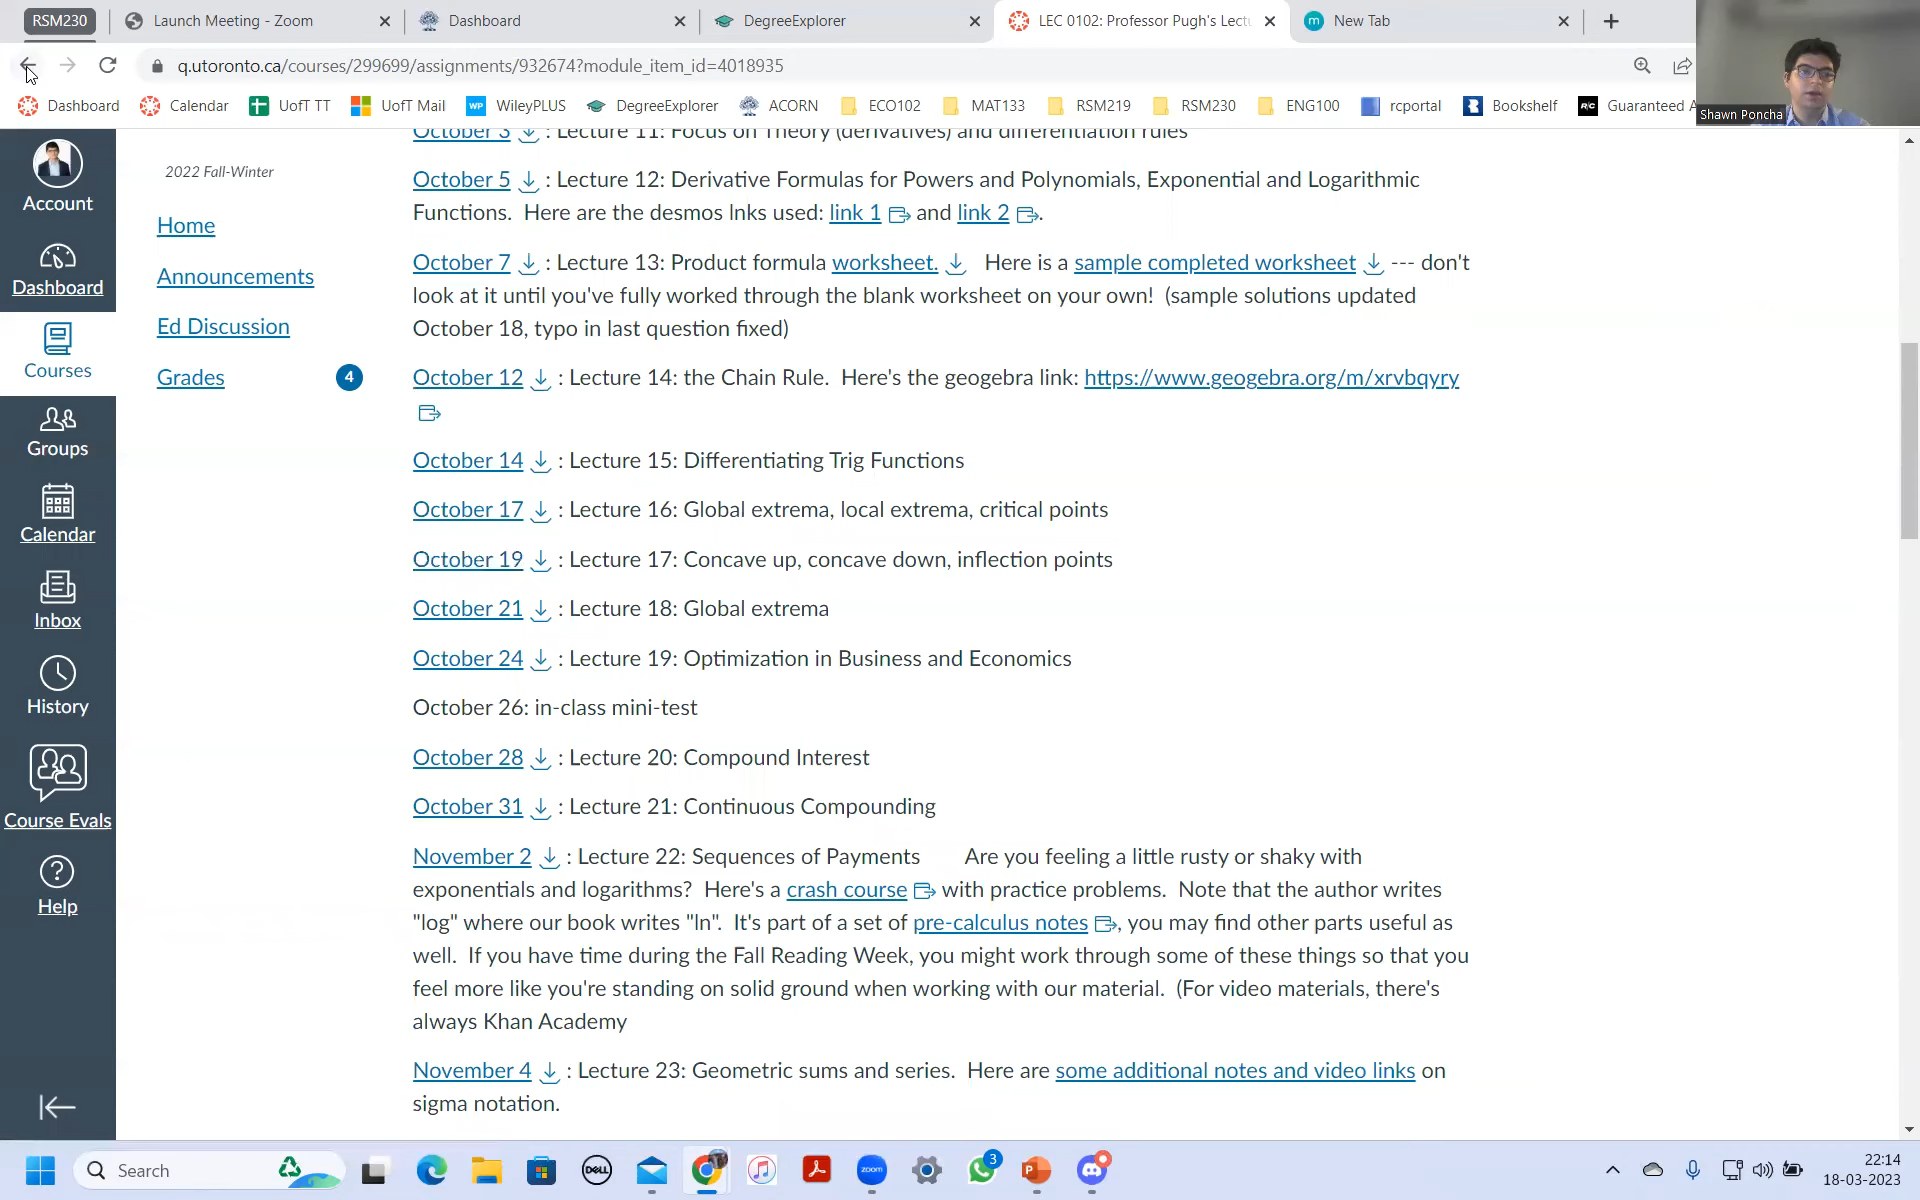 RSM230
Launch Meeting - Zoom
Dashboard
DegreeExplorer
LEC 0102: Professor Pugh's Lectu
New Tab
q.utoronto.ca/courses/299699/assignments/932674?module_item_id=4018935
Dashboard
Calendar
UofT TT
UofT Mail
WileyPLUS
DegreeExplorer
ACORN
ECO102
MAT133
RSM219
RSM230
ENG100
rcportal
Bookshelf
Guaranteed A
Shawn Poncha
Account
Dashboard
Courses
Groups
Calendar
Inbox
History
Course Evals
Help
2022 Fall-Winter
Home
Announcements
Ed Discussion
Grades
4
October 3 : Lecture 11: Focus on Theory (derivatives) and differentiation rules
October 5 : Lecture 12: Derivative Formulas for Powers and Polynomials, Exponential and Logarithmic
Functions. Here are the desmos lnks used: link 1 and link 2 .
October 7 : Lecture 13: Product formula worksheet. Here is a sample completed worksheet --- don't
look at it until you've fully worked through the blank worksheet on your own! (sample solutions updated
October 18, typo in last question fixed)
October 12 : Lecture 14: the Chain Rule. Here's the geogebra link: https://www.geogebra.org/m/xrvbqyry
October 14 : Lecture 15: Differentiating Trig Functions
October 17 : Lecture 16: Global extrema, local extrema, critical points
October 19 : Lecture 17: Concave up, concave down, inflection points
October 21 : Lecture 18: Global extrema
October 24 : Lecture 19: Optimization in Business and Economics
October 26: in-class mini-test
October 28 : Lecture 20: Compound Interest
October 31 : Lecture 21: Continuous Compounding
November 2 : Lecture 22: Sequences of Payments Are you feeling a little rusty or shaky with
exponentials and logarithms? Here's a crash course with practice problems. Note that the author writes
"log" where our book writes "ln". It's part of a set of pre-calculus notes , you may find other parts useful as
well. If you have time during the Fall Reading Week, you might work through some of these things so that you
feel more like you're standing on solid ground when working with our material. (For video materials, there's
always Khan Academy
November 4 : Lecture 23: Geometric sums and series. Here are some additional notes and video links on
sigma notation.
Search
DELL
zoom
3
22:14
18-03-2023